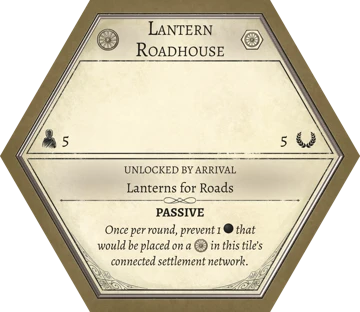 Lantern
Roadhouse
5 5
UNLOCKED BY ARRIVAL
Lanterns for Roads
PASSIVE
Once per round, prevent 1 that
would be placed on a in this tile's
connected settlement network.